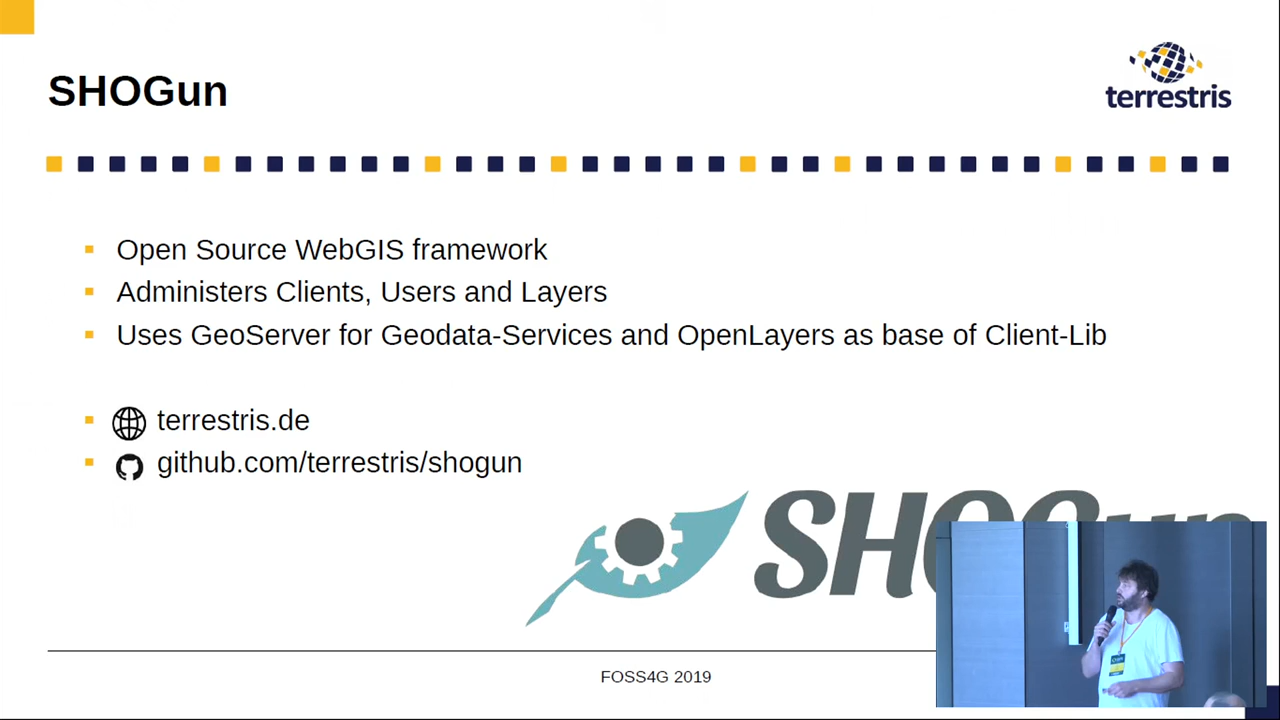 SHOGun
terrestris
Open Source WebGIS framework
Administers Clients, Users and Layers
Uses GeoServer for Geodata-Services and OpenLayers as base of Client-Lib
terrestris.de
github.com/terrestris/shogun
SHOGun
FOSS4G 2019